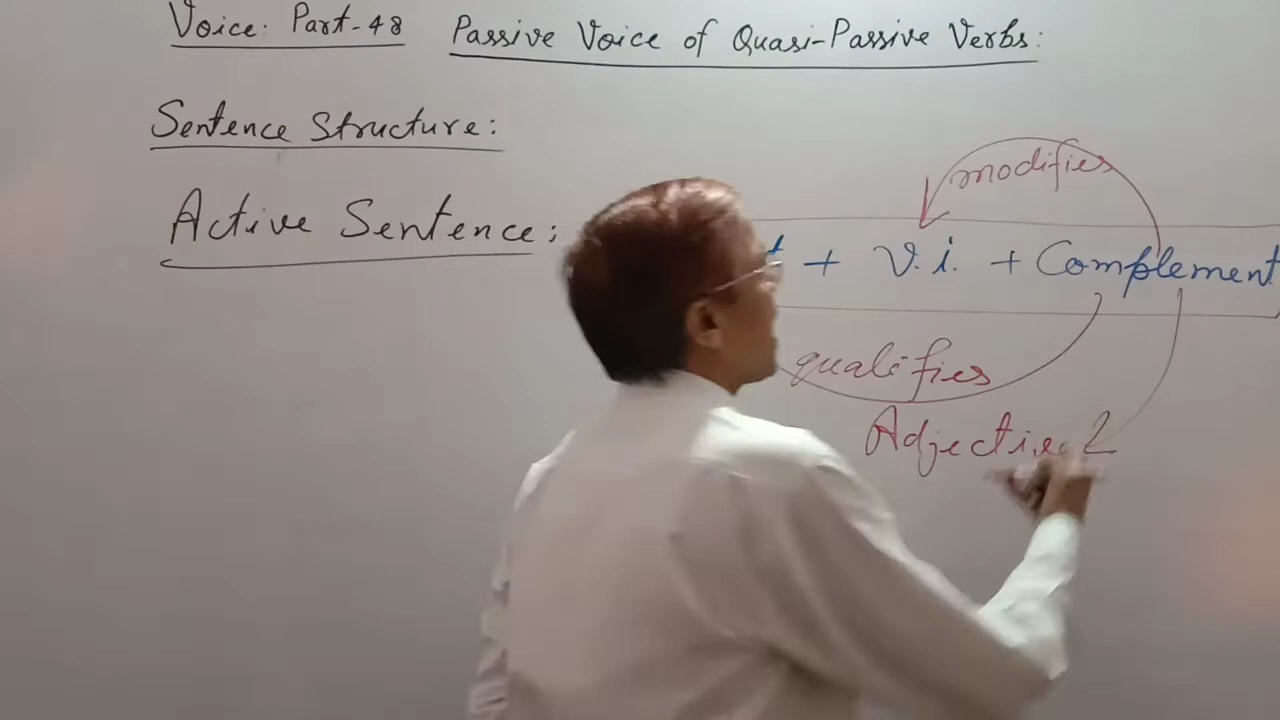 Voice: Part-48 Passive Voice of Quasi-Passive Verbs:
Sentence Structure:
modifies
Active Sentence: t + V.i. + Complement
qualifies
Adjective